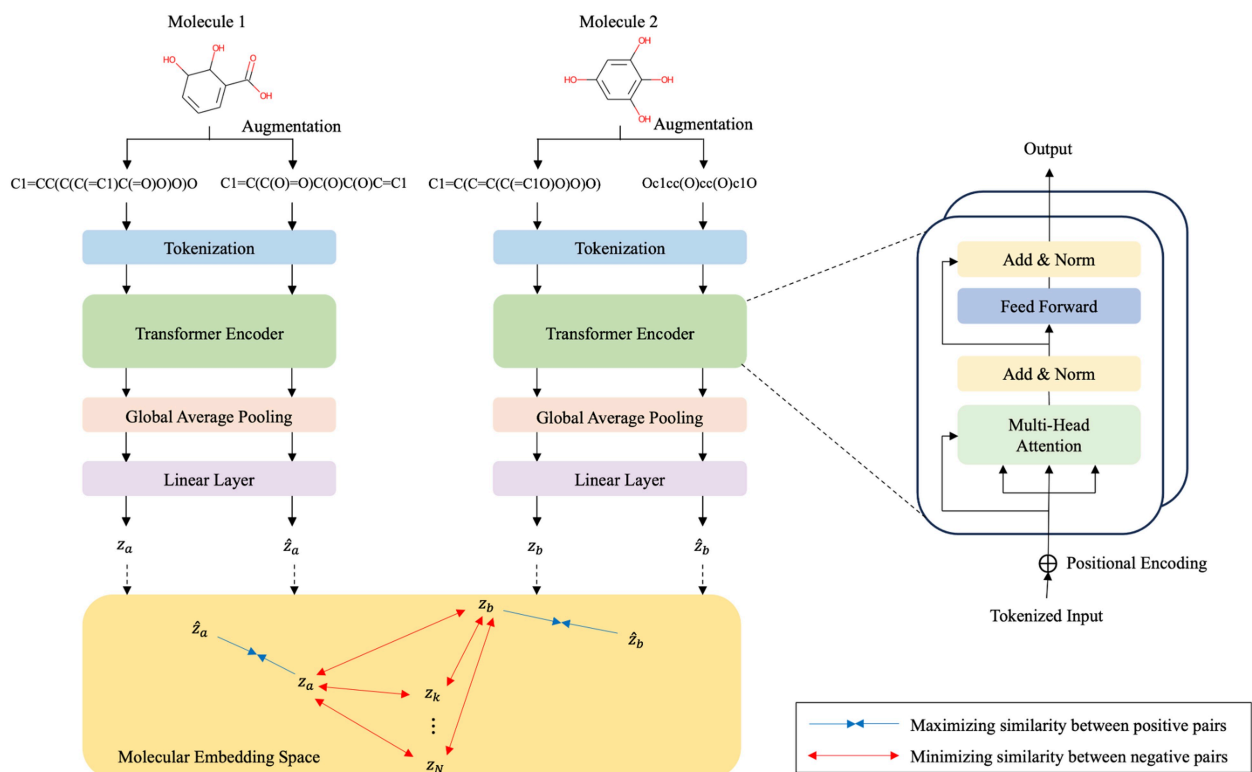 Molecule 1
Molecule 2
OH
OH
O
OH
OH
HO
OH
OH
Augmentation
Augmentation
C1=CC(C(C(=C1)C(=O)O)O)O
C1=C(C(O)=O)C(O)C(O)C=C1
C1=C(C=C(C(=C1O)O)O)O)
Oc1cc(O)cc(O)c1O
Tokenization
Tokenization
Transformer Encoder
Transformer Encoder
Global Average Pooling
Global Average Pooling
Linear Layer
Linear Layer
z_a
ẑ_a
z_b
ẑ_b
ẑ_a
z_b
ẑ_b
z_a
z_k
⋮
z_N
Molecular Embedding Space
Output
Add & Norm
Feed Forward
Add & Norm
Multi-Head
Attention
Positional Encoding
Tokenized Input
Maximizing similarity between positive pairs
Minimizing similarity between negative pairs